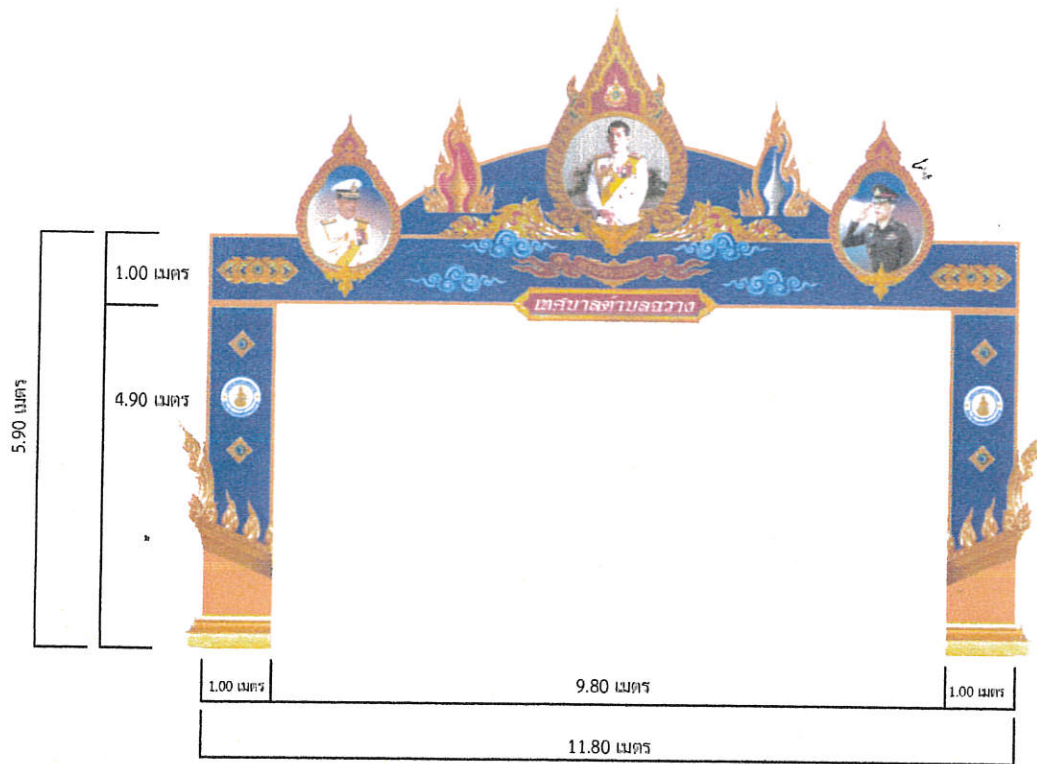 1.00 เมตร
4.90 เมตร
5.90 เมตร
เทศบาลตำบลฉวาง
1.00 เมตร
9.80 เมตร
1.00 เมตร
11.80 เมตร